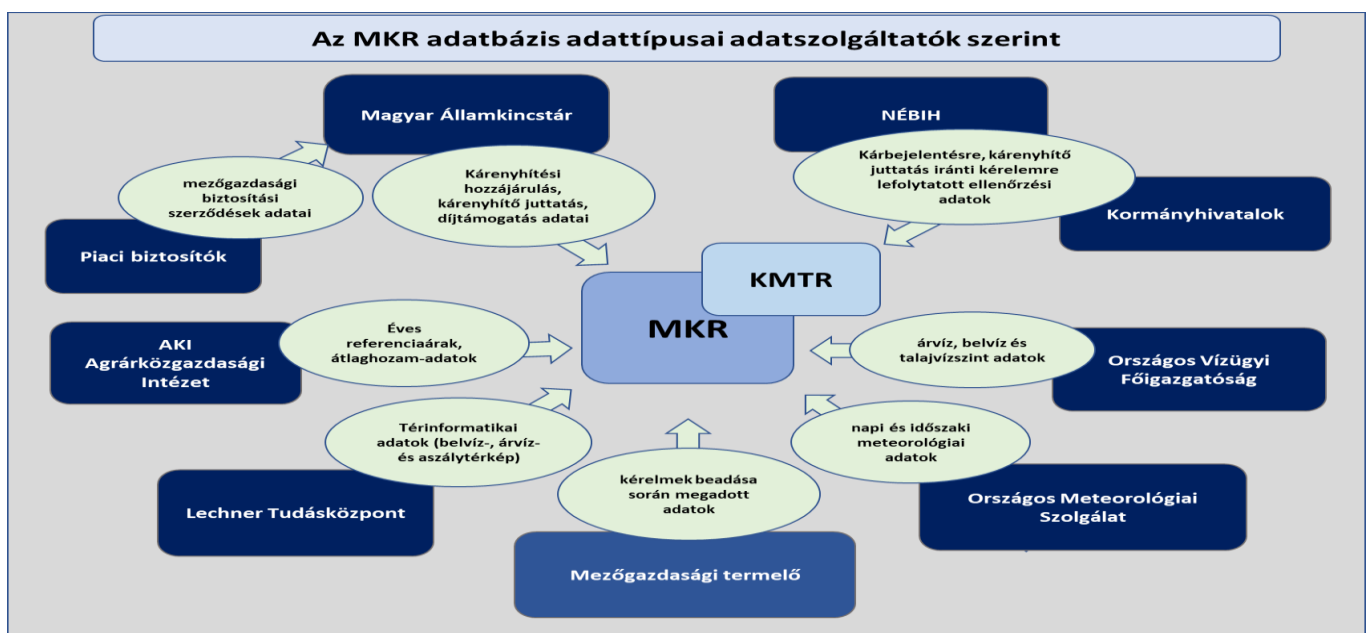 Az MKR adatbázis adattípusai adatszolgáltatók szerint
Magyar Államkincstár
NÉBIH
mezőgazdasági
biztosítási
szerződések adatai
Kárenyhítési
hozzájárulás,
kárenyhítő juttatás,
díjtámogatás adatai
Kárbejelentésre, kárenyhítő
juttatás iránti kérelemre
lefolytatott ellenőrzési
adatok
Piaci biztosítók
Kormányhivatalok
KMTR
MKR
AKI
Agrárközgazdasági
Intézet
Éves
referenciaárak,
átlaghozam-adatok
árvíz, belvíz és
talajvízszint adatok
Országos Vízügyi
Főigazgatóság
Térinformatikai
adatok (belvíz-, árvíz-
és aszálytérkép)
napi és időszaki
meteorológiai
adatok
Lechner Tudásközpont
kérelmek beadása
során megadott
adatok
Országos Meteorológiai
Szolgálat
Mezőgazdasági termelő